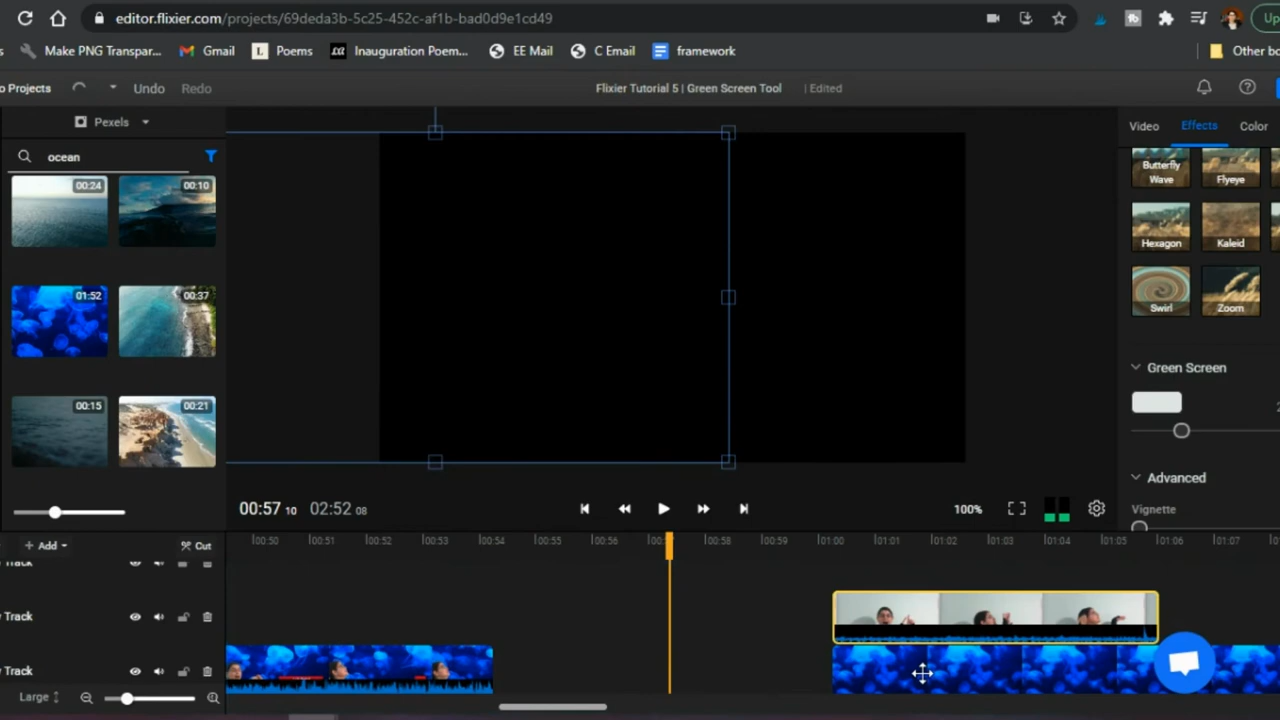 editor.flixier.com/projects/69deda3b-5c25-452c-af1b-bad0d9e1cd49
Make PNG Transpar... Gmail L Poems Inauguration Poem... EE Mail C Email framework Other bo
o Projects Undo Redo Flixier Tutorial 5 | Green Screen Tool | Edited
Pexels Video Effects Color
ocean
00:24 00:10
Butterfly Wave Flyeye
Hexagon Kaleid
01:52 00:37
Swirl Zoom
Green Screen
00:15 00:21
Advanced
Vignette
00:57 10 02:52 08 100%
+ Add Cut 00:50 00:51 00:52 00:53 00:54 00:55 00:56 00:58 00:59 01:00 01:01 01:02 01:03 01:04 01:05 01:06 01:07
Track
Track
Track
Large